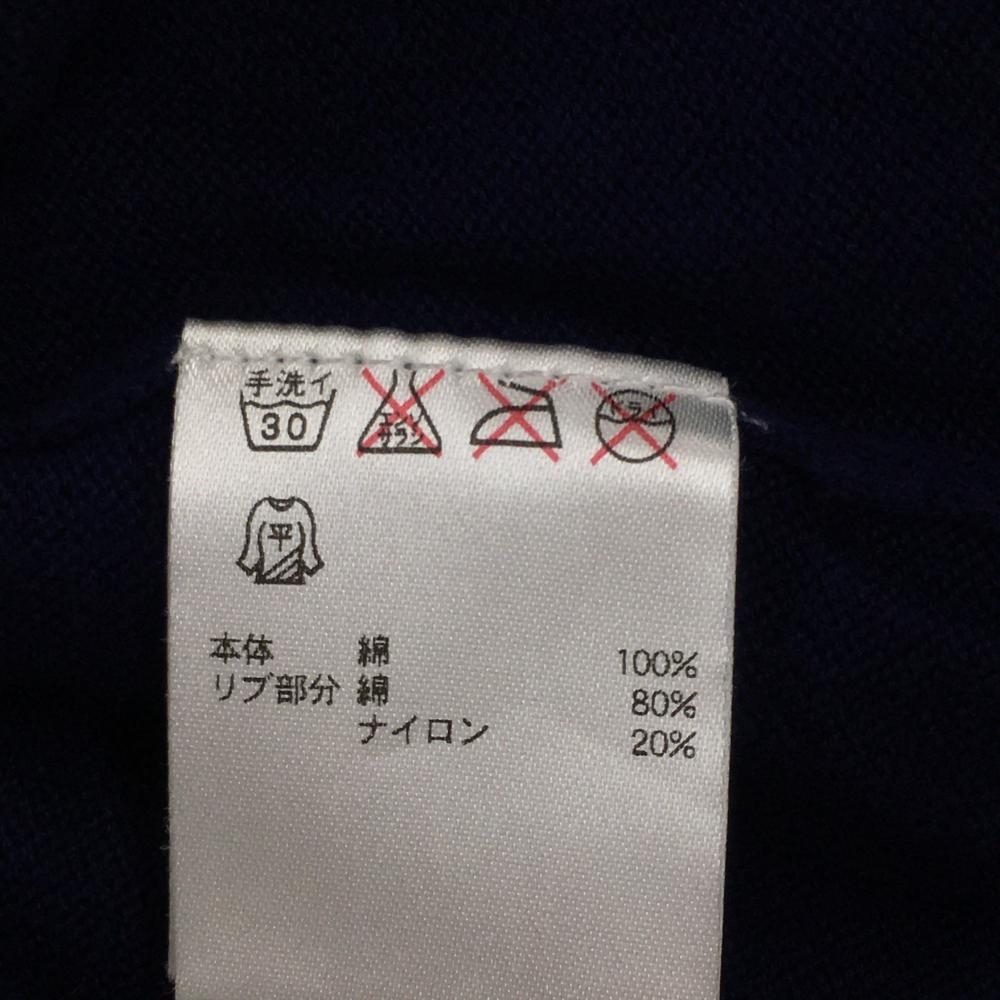 手洗イ
30
エンソサラシ
ドライ
平
本体 綿 100%
リブ部分 綿 80%
ナイロン 20%